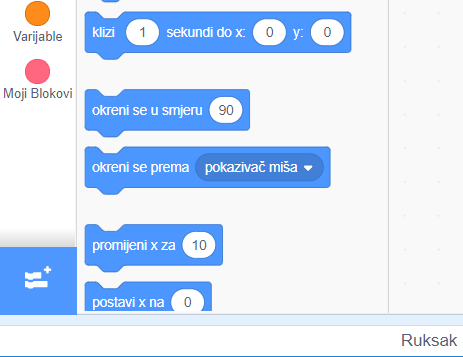 Varijable
Moji Blokovi
klizi 1 sekundi do x: 0 y: 0
okreni se u smjeru 90
okreni se prema pokazivač miša
promijeni x za 10
postavi x na 0
Ruksak